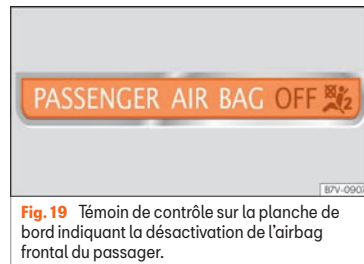 PASSENGER AIR BAG OFF 2
B7V-0907
Fig. 19 Témoin de contrôle sur la planche de
bord indiquant la désactivation de l'airbag
frontal du passager.